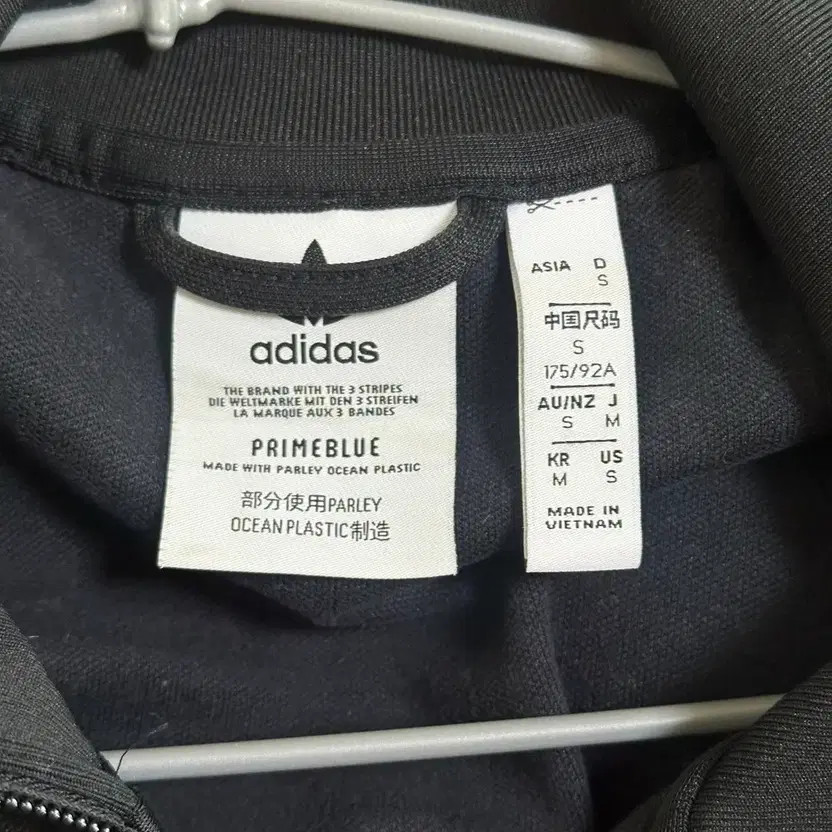 adidas
THE BRAND WITH THE 3 STRIPES
DIE WELTMARKE MIT DEN 3 STREIFEN
LA MARQUE AUX 3 BANDES
PRIMEBLUE
MADE WITH PARLEY OCEAN PLASTIC
部分使用PARLEY
OCEAN PLASTIC制造
ASIA D
S
中国尺码
S
175/92A
AU/NZ J
S M
KR US
M S
MADE IN
VIETNAM